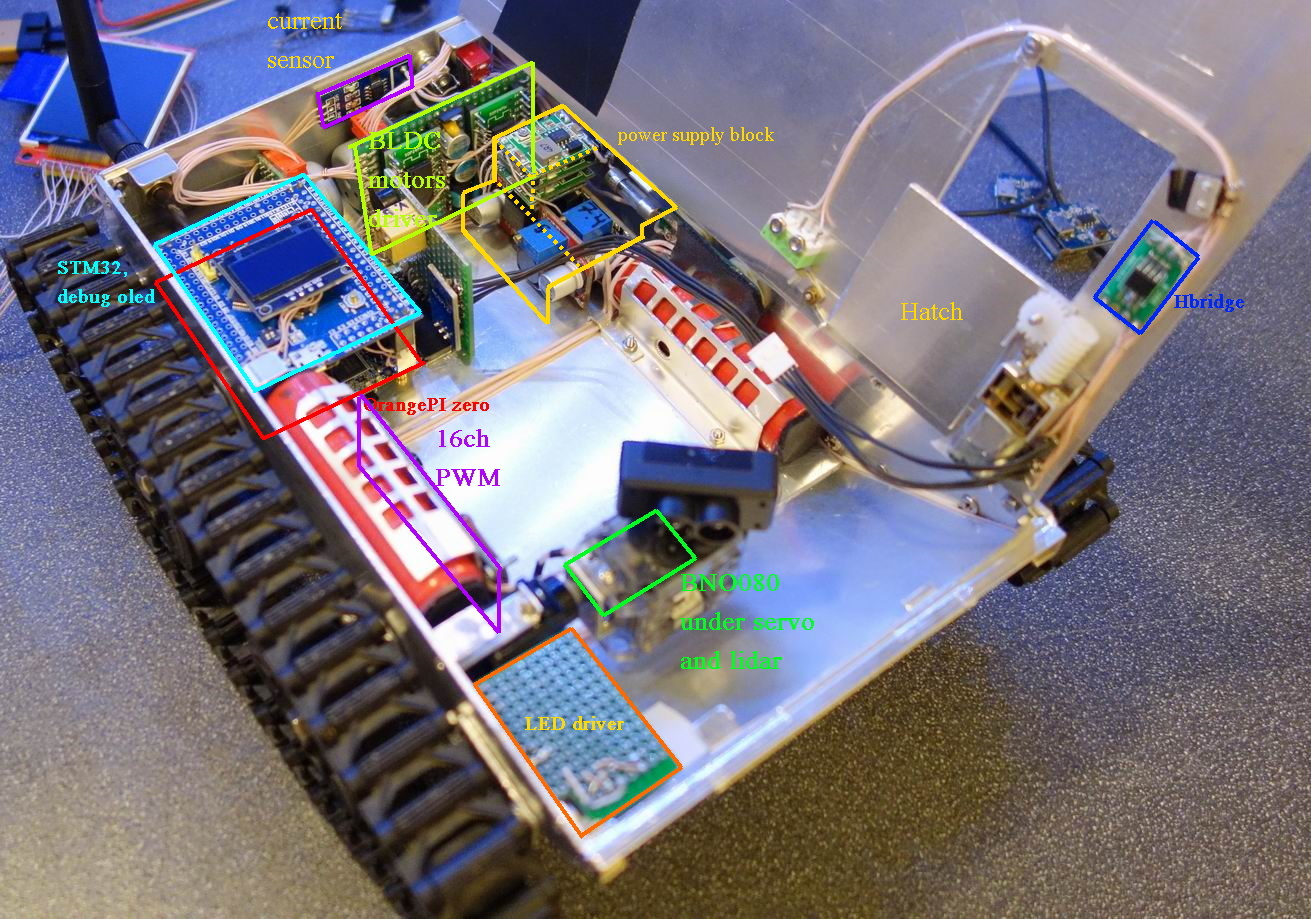 current
sensor
BLDC
motors
driver
power supply block
STM32,
debug oled
Hatch
Hbridge
OrangePI zero
16ch
PWM
BNO080
under servo
and lidar
LED driver